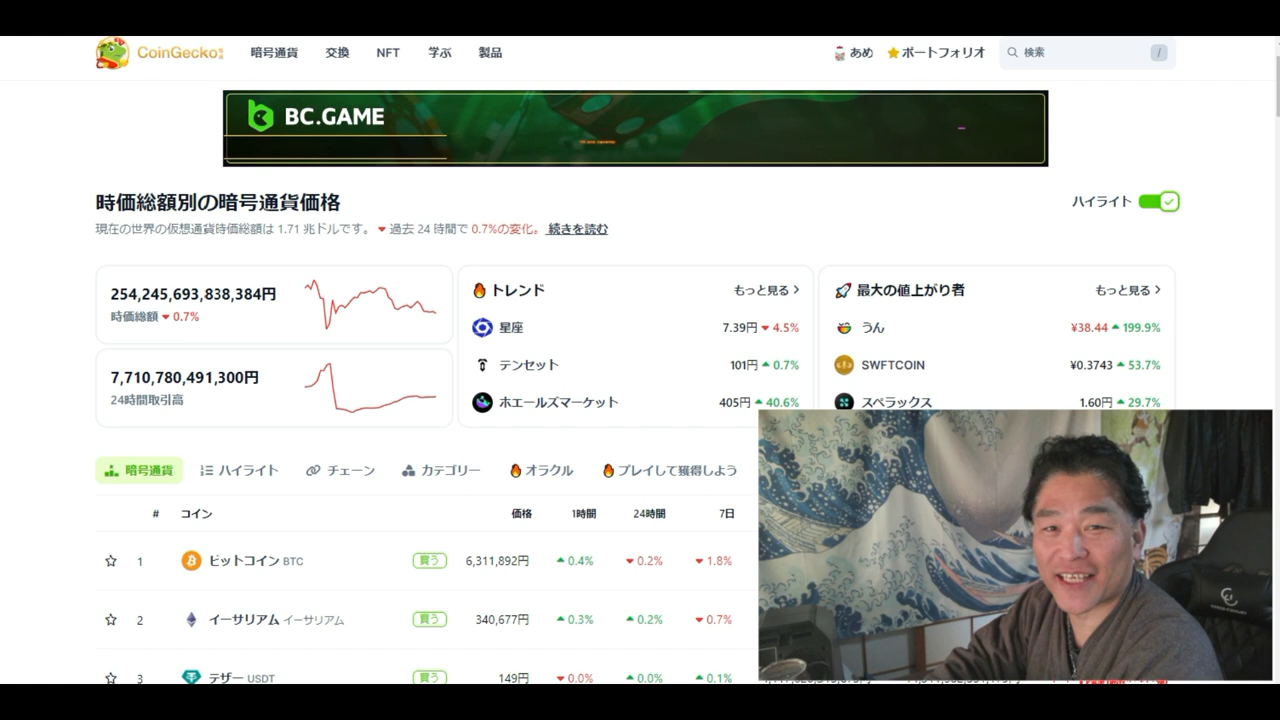 CoinGecko
暗号通貨
交換
NFT
学ぶ
製品
あめ
ポートフォリオ
検索
/
BC.GAME
時価総額別の暗号通貨価格
ハイライト
現在の世界の仮想通貨時価総額は 1.71 兆ドルです。 ▼ 過去 24 時間で 0.7%の変化。 続きを読む
254,245,693,838,384円
時価総額 ▼ 0.7%
7,710,780,491,300円
24時間取引高
トレンド
もっと見る
星座 7.39円 ▼ 4.5%
テンセット 101円 ▲ 0.7%
ホエールズマーケット 405円 ▲ 40.6%
最大の値上がり者
もっと見る
うん ¥38.44 ▲ 199.9%
SWFTCOIN ¥0.3743 ▲ 53.7%
スペラックス 1.60円 ▲ 29.7%
暗号通貨
ハイライト
チェーン
カテゴリー
オラクル
プレイして獲得しよう
# コイン 価格 1時間 24時間 7日
1 ビットコイン BTC 買う 6,311,892円 ▲ 0.4% ▼ 0.2% ▼ 1.8%
2 イーサリアム イーサリアム 買う 340,677円 ▲ 0.3% ▲ 0.2% ▼ 0.7%
3 テザー USDT 買う 149円 ▼ 0.0% ▲ 0.0% ▲ 0.1%